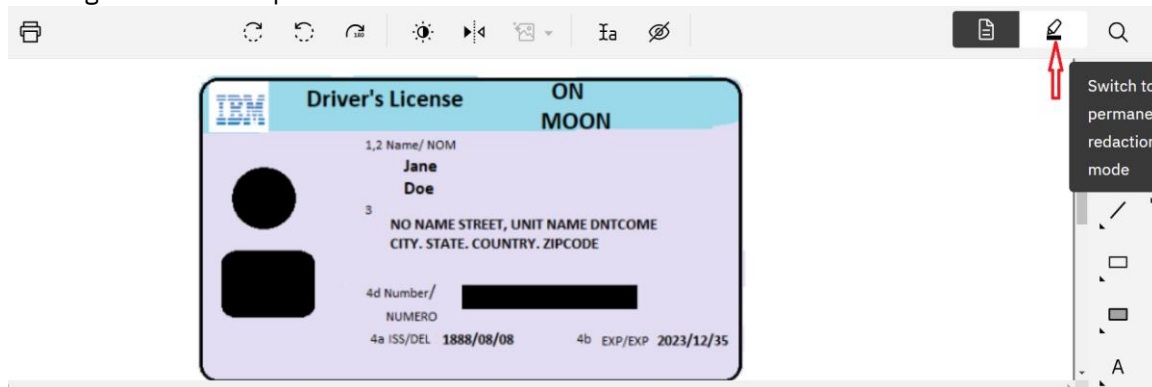 180
Ia
Switch to
permane
redaction
mode
IBM
Driver's License
ON
MOON
1,2 Name/ NOM
Jane
Doe
3
NO NAME STREET, UNIT NAME DNTCOME
CITY. STATE. COUNTRY. ZIPCODE
4d Number/
NUMERO
4a ISS/DEL 1888/08/08 4b EXP/EXP 2023/12/35
A